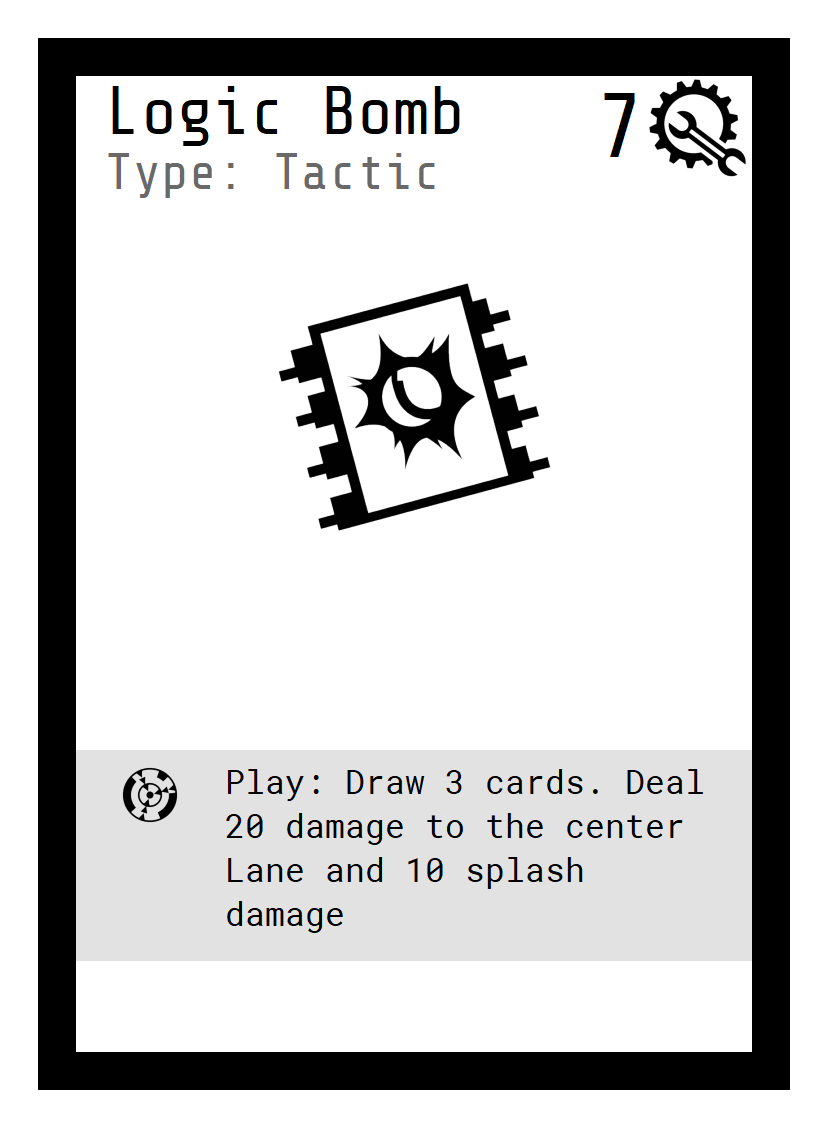 Logic Bomb
7
Type: Tactic
Play: Draw 3 cards. Deal
20 damage to the center
Lane and 10 splash
damage